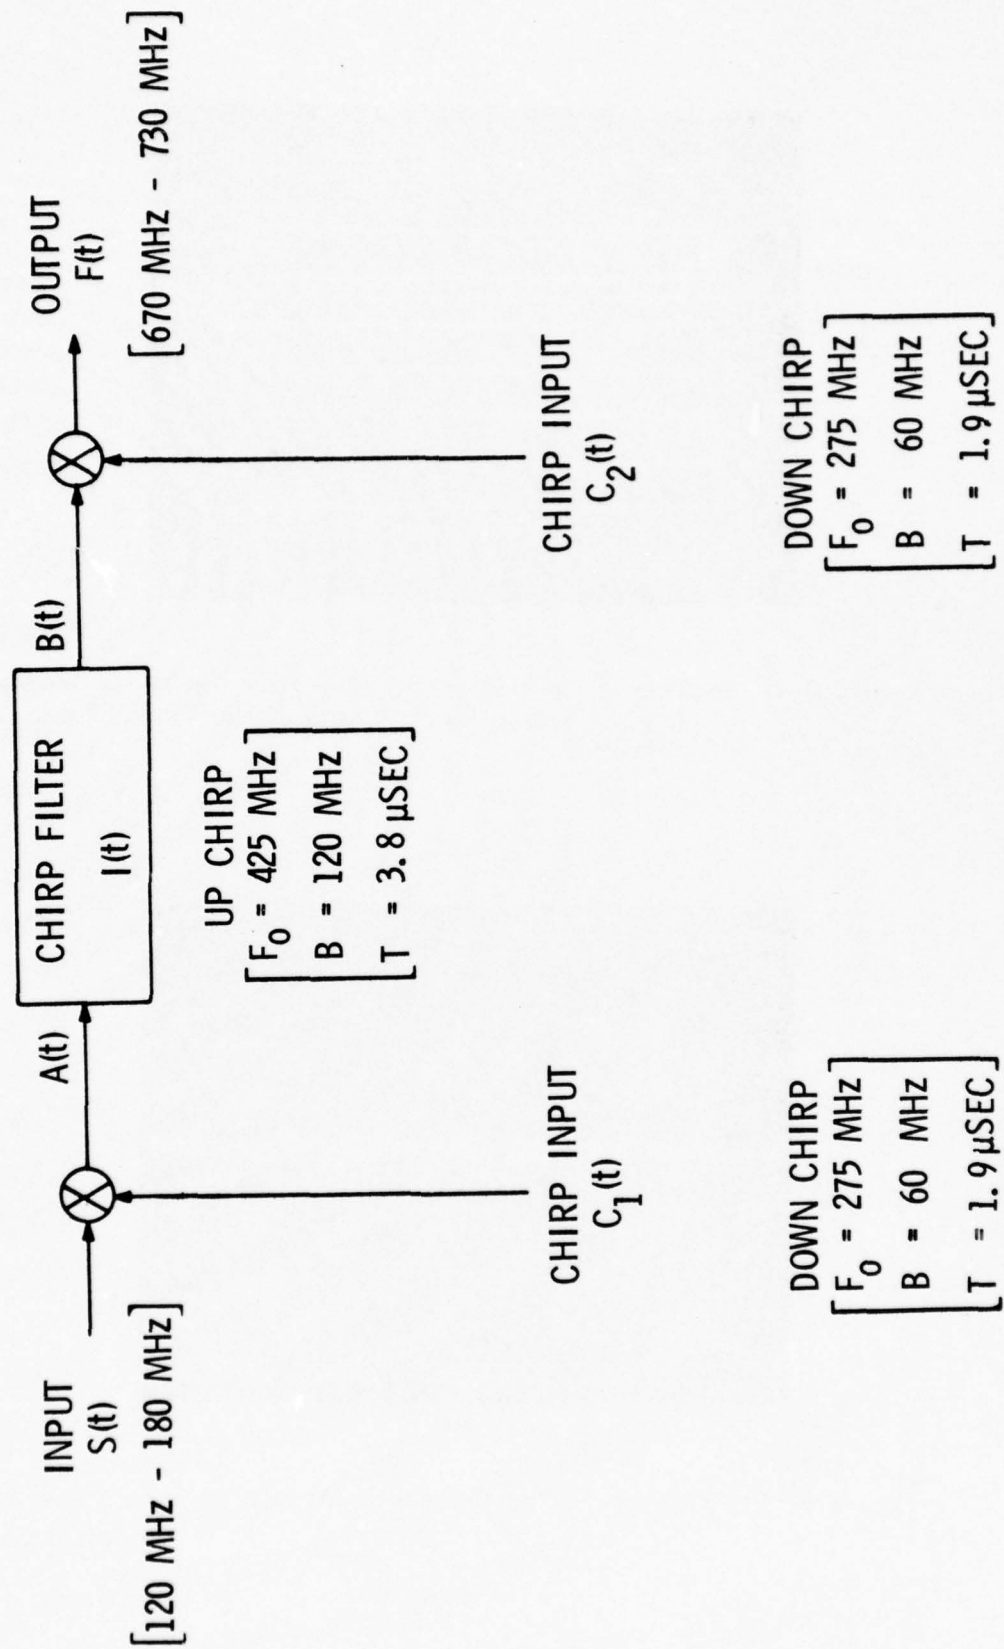 INPUT
S(t)
[120 MHz - 180 MHz]
A(t)
CHIRP FILTER
I(t)
B(t)
OUTPUT
F(t)
[670 MHz - 730 MHz]
UP CHIRP
F0 = 425 MHz
B = 120 MHz
T = 3.8 μSEC
CHIRP INPUT
C1(t)
DOWN CHIRP
F0 = 275 MHz
B = 60 MHz
T = 1.9 μSEC
CHIRP INPUT
C2(t)
DOWN CHIRP
F0 = 275 MHz
B = 60 MHz
T = 1.9 μSEC